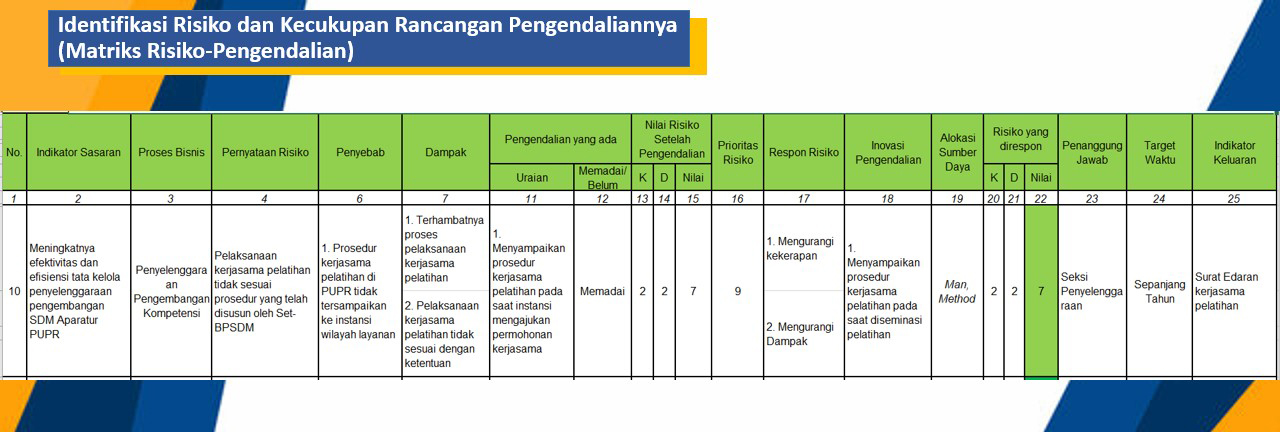 Identifikasi Risiko dan Kecukupan Rancangan Pengendaliannya
(Matriks Risiko-Pengendalian)
No.
Indikator Sasaran
Proses Bisnis
Pernyataan Risiko
Penyebab
Dampak
Pengendalian yang ada
Uraian
Memadai/
Belum
Nilai Risiko
Setelah
Pengendalian
K
D
Nilai
Prioritas
Risiko
Respon Risiko
Inovasi
Pengendalian
Alokasi
Sumber
Daya
Risiko yang
direspon
K
D
Nilai
Penanggung
Jawab
Target
Waktu
Indikator
Keluaran
1
2
3
4
6
7
11
12
13
14
15
16
17
18
19
20
21
22
23
24
25
10
Meningkatnya
efektivitas dan
efisiensi tata kelola
penyelenggaraan
pengembangan
SDM Aparatur
PUPR
Penyelenggara
an
Pengembangan
Kompetensi
Pelaksanaan
kerjasama pelatihan
tidak sesuai
prosedur yang telah
disusun oleh Set-
BPSDM
1. Prosedur
kerjasama
pelatihan di
PUPR tidak
tersampaikan
ke instansi
wilayah layanan
1. Terhambatnya
proses
pelaksanaan
kerjasama
pelatihan
2. Pelaksanaan
kerjasama
pelatihan tidak
sesuai dengan
ketentuan
1.
Menyampaikan
prosedur
kerjasama
pelatihan pada
saat instansi
mengajukan
permohonan
kerjasama
Memadai
2
2
7
9
1. Mengurangi
kekerapan
2. Mengurangi
Dampak
1.
Menyampaikan
prosedur
kerjasama
pelatihan pada
saat diseminasi
pelatihan
Man,
Method
2
2
7
Seksi
Penyelengga
raan
Sepanjang
Tahun
Surat Edaran
kerjasama
pelatihan